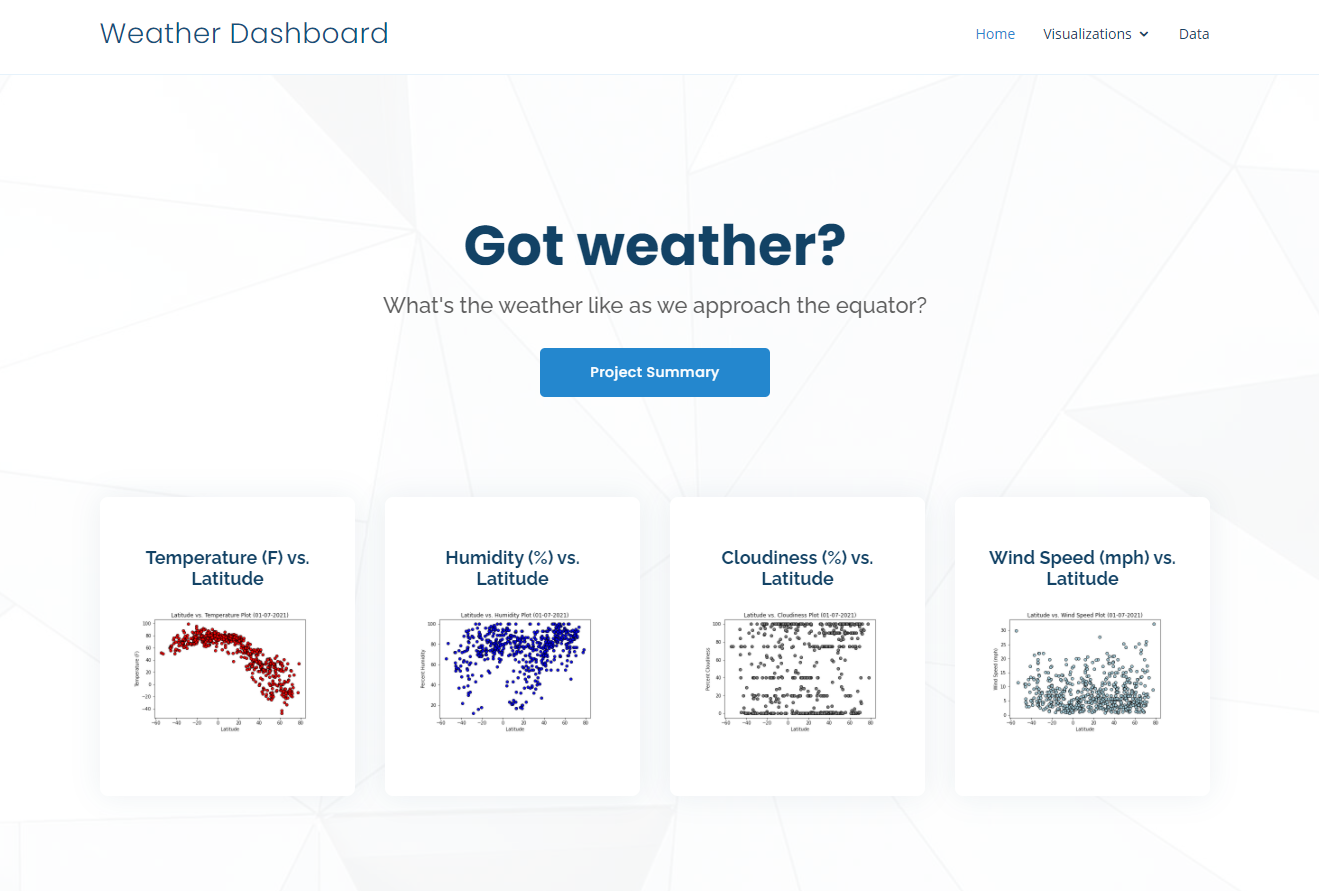 Weather Dashboard
Home Visualizations Data
Got weather?
What's the weather like as we approach the equator?
Project Summary
Temperature (F) vs.
Latitude
Latitude vs. Temperature Plot (01-07-2021)
Temperature (F)
100
80
60
40
20
0
−20
−40
−60 −40 −20 0 20 40 60 80
Latitude
Humidity (%) vs.
Latitude
Latitude vs. Humidity Plot (01-07-2021)
Percent Humidity
100
80
60
40
20
−60 −40 −20 0 20 40 60 80
Latitude
Cloudiness (%) vs.
Latitude
Latitude vs. Cloudiness Plot (01-07-2021)
Percent Cloudiness
100
80
60
40
20
0
−60 −40 −20 0 20 40 60 80
Latitude
Wind Speed (mph) vs.
Latitude
Latitude vs. Wind Speed Plot (01-07-2021)
Wind Speed (mph)
30
25
20
15
10
5
0
−60 −40 −20 0 20 40 60 80
Latitude